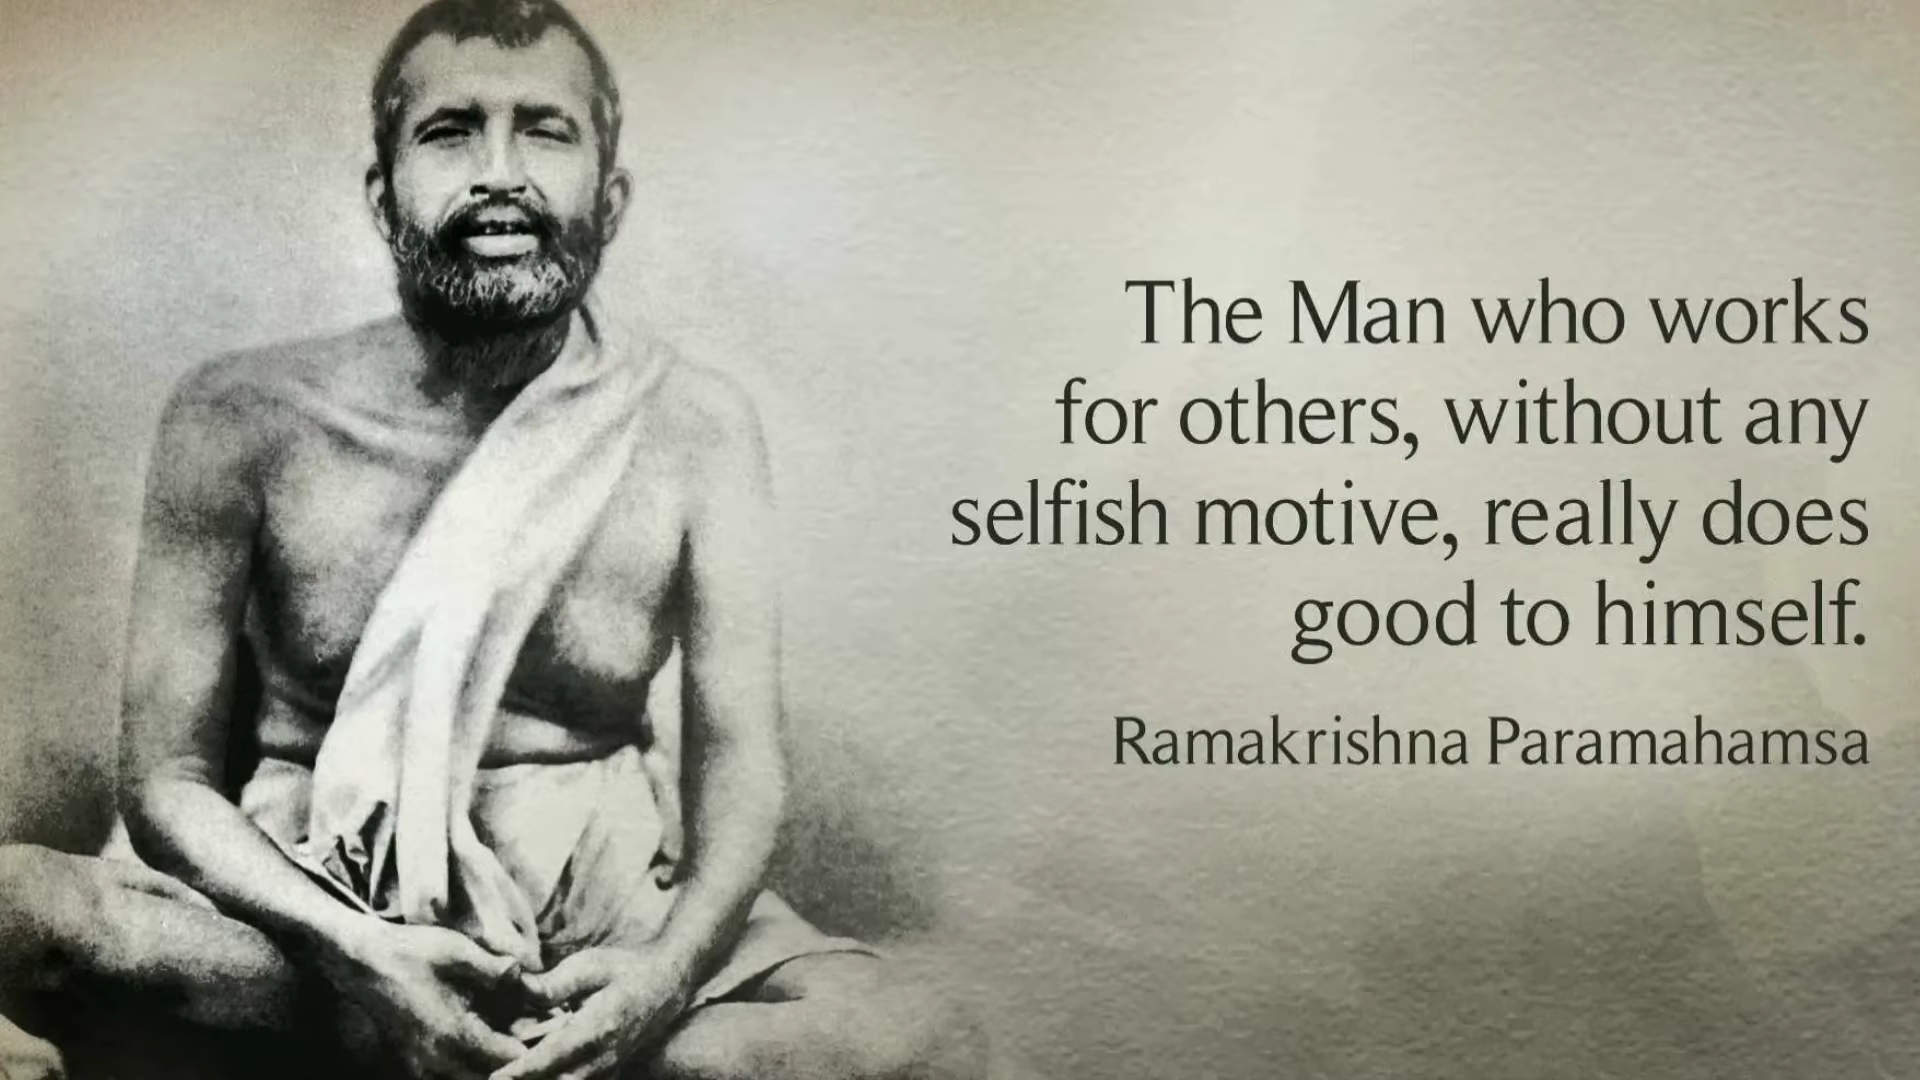 The Man who works
for others, without any
selfish motive, really does
good to himself.
Ramakrishna Paramahamsa